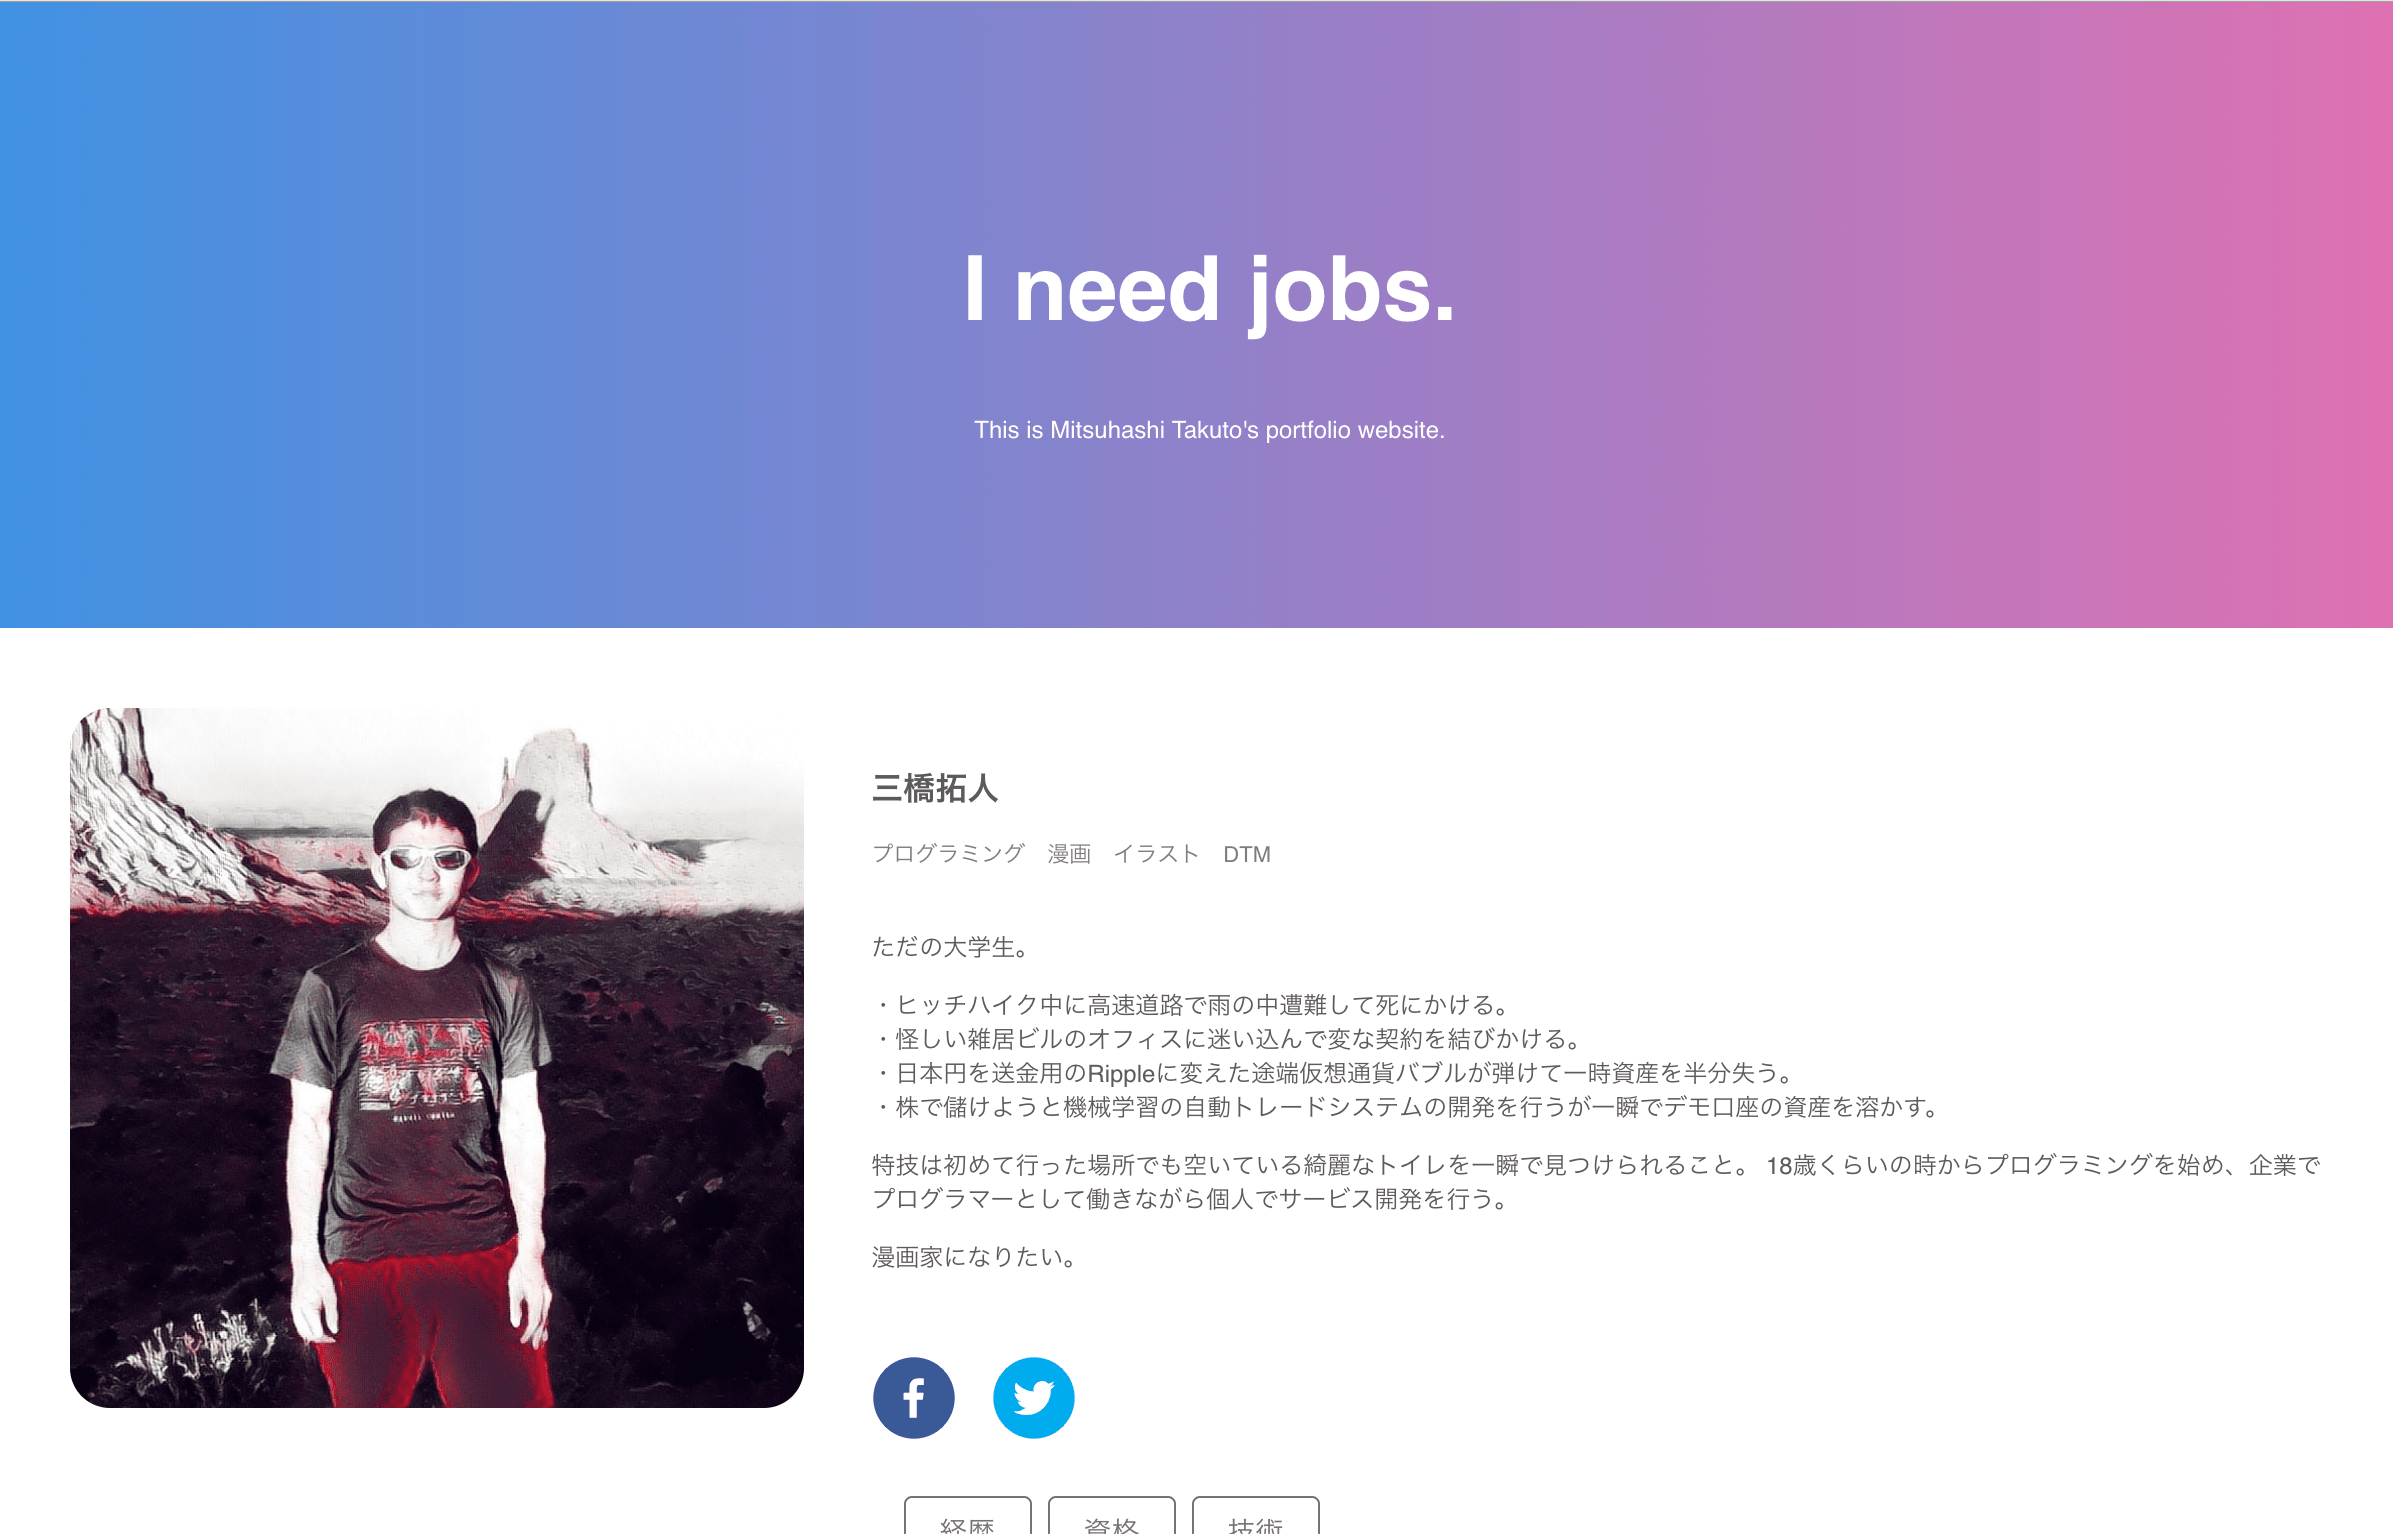 I need jobs.
This is Mitsuhashi Takuto's portfolio website.
三橋拓人
プログラミング　漫画　イラスト　DTM
ただの大学生。
・ヒッチハイク中に高速道路で雨の中遭難して死にかける。
・怪しい雑居ビルのオフィスに迷い込んで変な契約を結びかける。
・日本円を送金用のRippleに変えた途端仮想通貨バブルが弾けて一時資産を半分失う。
・株で儲けようと機械学習の自動トレードシステムの開発を行うが一瞬でデモ口座の資産を溶かす。
特技は初めて行った場所でも空いている綺麗なトイレを一瞬で見つけられること。 18歳くらいの時からプログラミングを始め、企業で
プログラマーとして働きながら個人でサービス開発を行う。
漫画家になりたい。
経歴 資格 技術